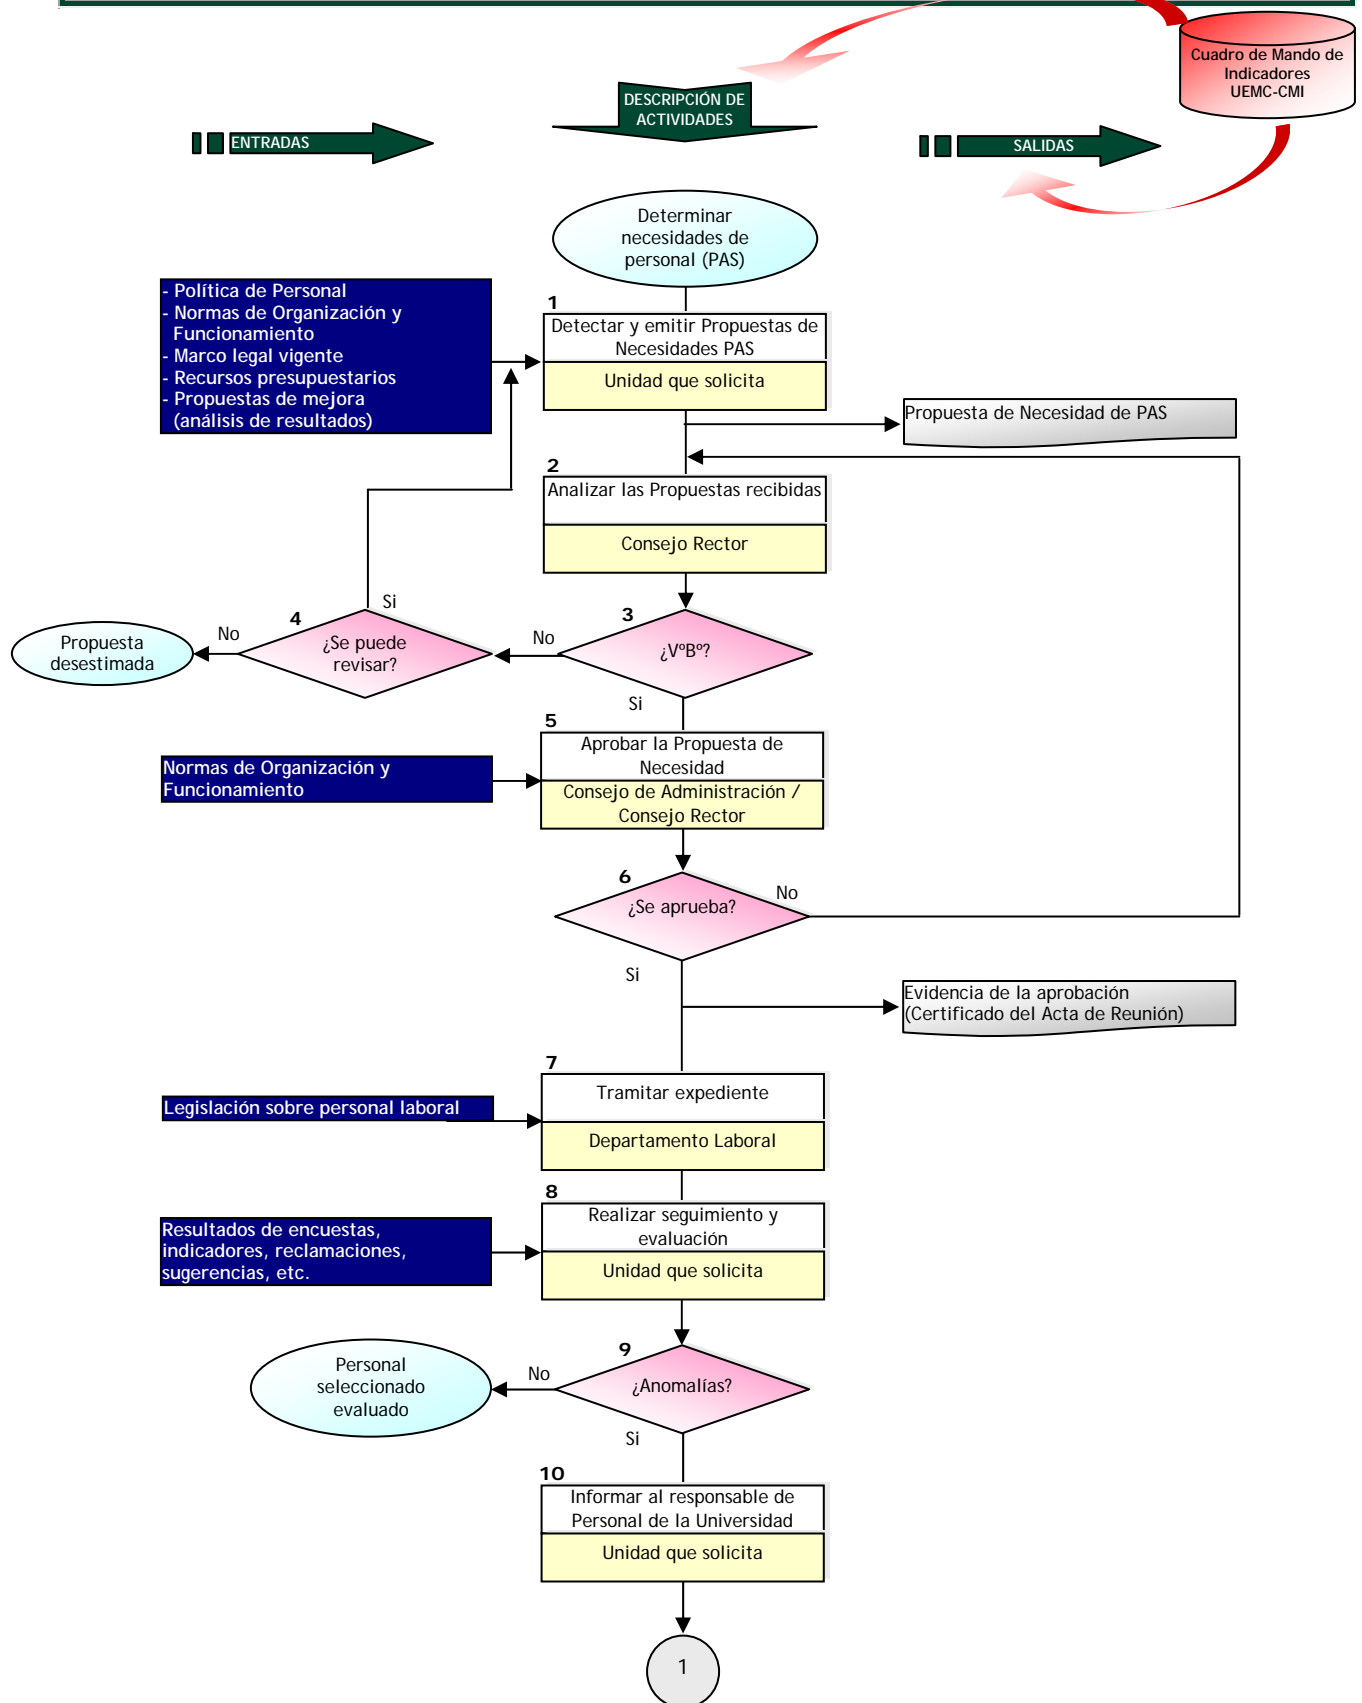 Cuadro de Mando de
Indicadores
UEMC-CMI
DESCRIPCIÓN DE
ACTIVIDADES
ENTRADAS
SALIDAS
Determinar
necesidades de
personal (PAS)
- Política de Personal
- Normas de Organización y
Funcionamiento
- Marco legal vigente
- Recursos presupuestarios
- Propuestas de mejora
(análisis de resultados)
1
Detectar y emitir Propuestas de
Necesidades PAS
Unidad que solicita
Propuesta de Necesidad de PAS
2
Analizar las Propuestas recibidas
Consejo Rector
Si
4
¿Se puede
revisar?
No
Propuesta
desestimada
3
¿VºBº?
No
Si
5
Aprobar la Propuesta de
Necesidad
Consejo de Administración /
Consejo Rector
Normas de Organización y
Funcionamiento
6
¿Se aprueba?
No
Si
Evidencia de la aprobación
(Certificado del Acta de Reunión)
7
Tramitar expediente
Departamento Laboral
Legislación sobre personal laboral
8
Realizar seguimiento y
evaluación
Unidad que solicita
Resultados de encuestas,
indicadores, reclamaciones,
sugerencias, etc.
9
¿Anomalías?
No
Personal
seleccionado
evaluado
Si
10
Informar al responsable de
Personal de la Universidad
Unidad que solicita
1